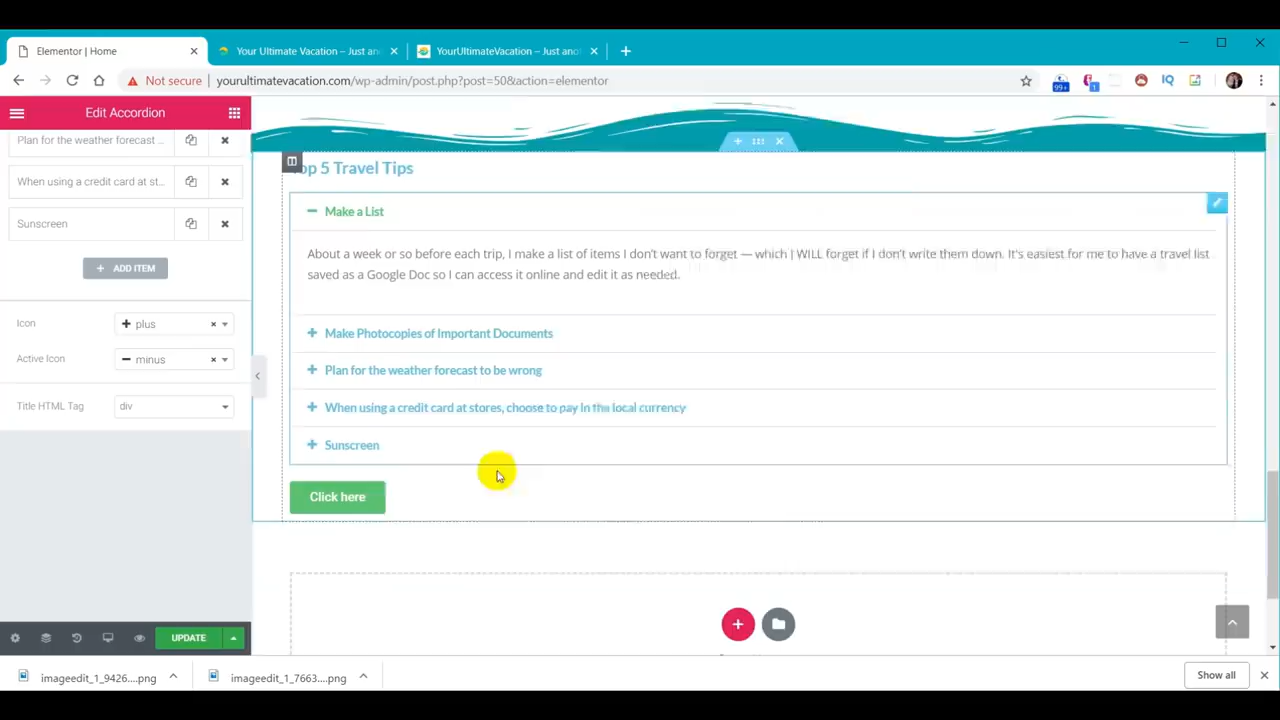 Elementor | Home
Your Ultimate Vacation – Just an
YourUltimateVacation – Just anot
Not secure
yourultimatevacation.com/wp-admin/post.php?post=50&action=elementor
99+
1
IQ
Edit Accordion
Plan for the weather forecast ...
When using a credit card at st...
Sunscreen
ADD ITEM
Icon
plus
Active Icon
minus
Title HTML Tag
div
UPDATE
Top 5 Travel Tips
Make a List
About a week or so before each trip, I make a list of items I don't want to forget — which I WILL forget if I don't write them down. It's easiest for me to have a travel list
saved as a Google Doc so I can access it online and edit it as needed.
Make Photocopies of Important Documents
Plan for the weather forecast to be wrong
When using a credit card at stores, choose to pay in the local currency
Sunscreen
Click here
imageedit_1_9426....png
imageedit_1_7663....png
Show all